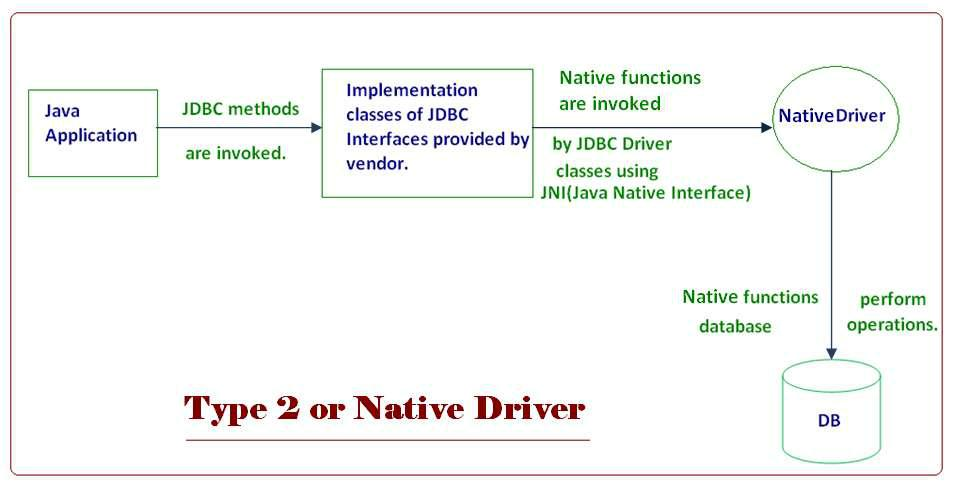 Java
Application
JDBC methods
are invoked.
Implementation
classes of JDBC
Interfaces provided by
vendor.
Native functions
are invoked
by JDBC Driver
classes using
JNI(Java Native Interface)
NativeDriver
Native functions
database
perform
operations.
DB
Type 2 or Native Driver